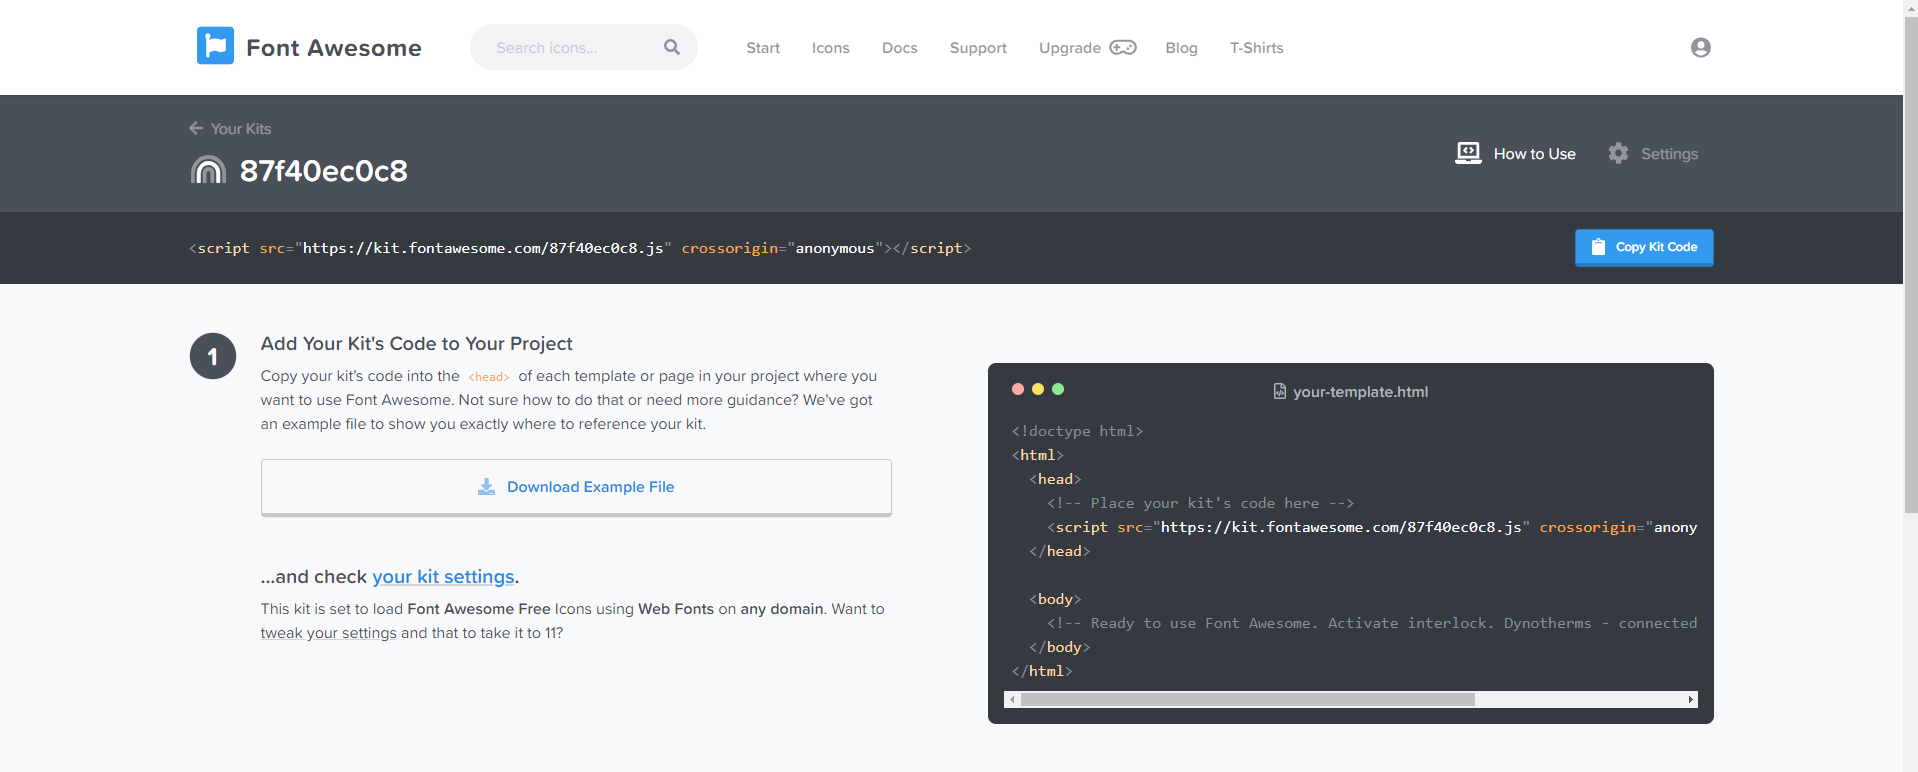 Font Awesome
Search icons...
Start Icons Docs Support Upgrade Blog T-Shirts
Your Kits
87f40ec0c8
How to Use Settings
<script src="https://kit.fontawesome.com/87f40ec0c8.js" crossorigin="anonymous"></script>
Copy Kit Code
1
Add Your Kit's Code to Your Project
Copy your kit's code into the <head> of each template or page in your project where you
want to use Font Awesome. Not sure how to do that or need more guidance? We've got
an example file to show you exactly where to reference your kit.
Download Example File
...and check your kit settings.
This kit is set to load Font Awesome Free Icons using Web Fonts on any domain. Want to
tweak your settings and that to take it to 11?
your-template.html
<!doctype html>
<html>
<head>
<!-- Place your kit's code here -->
<script src="https://kit.fontawesome.com/87f40ec0c8.js" crossorigin="anony
</head>
<body>
<!-- Ready to use Font Awesome. Activate interlock. Dynotherms - connected
</body>
</html>